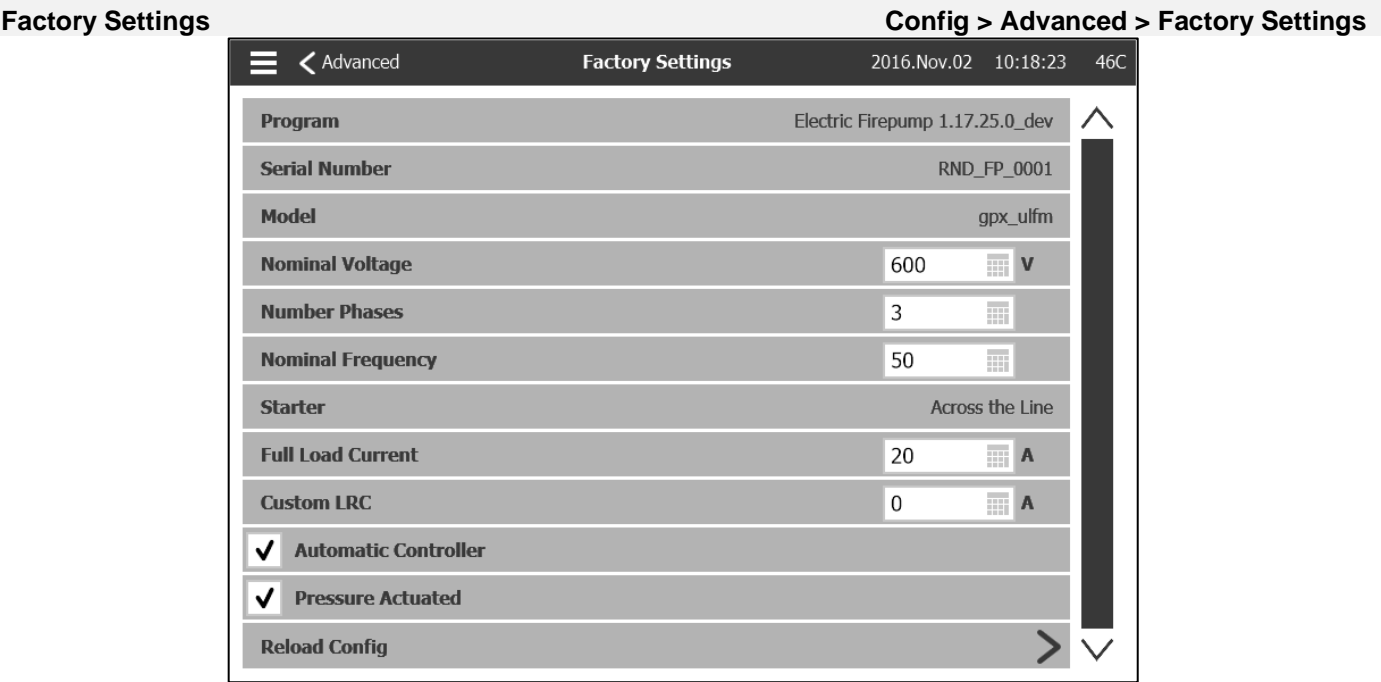 Factory Settings Config > Advanced > Factory Settings
Advanced Factory Settings 2016.Nov.02 10:18:23 46C
Program Electric Firepump 1.17.25.0_dev
Serial Number RND_FP_0001
Model gpx_ulfm
Nominal Voltage 600 V
Number Phases 3
Nominal Frequency 50
Starter Across the Line
Full Load Current 20 A
Custom LRC 0 A
Automatic Controller
Pressure Actuated
Reload Config